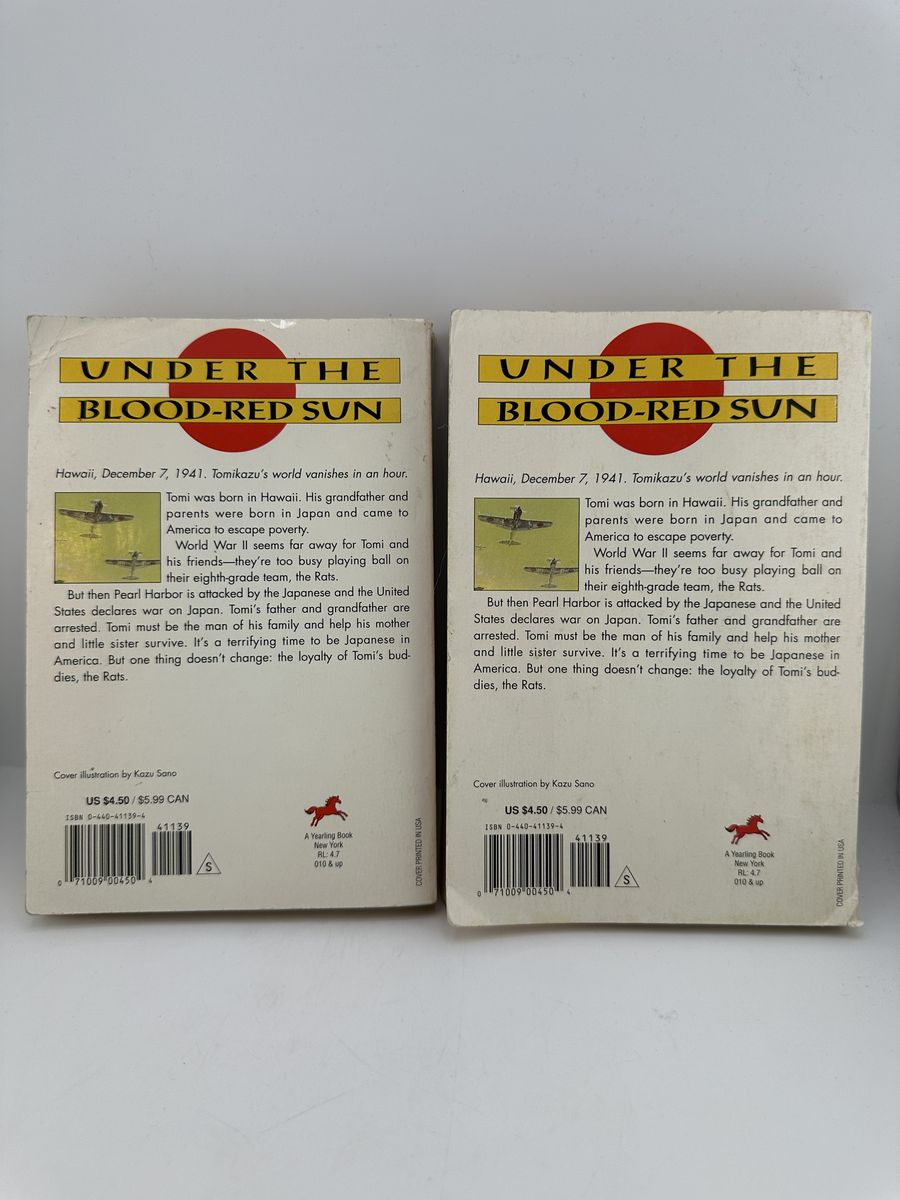 UNDER THE
BLOOD-RED SUN
Hawaii, December 7, 1941. Tomikazu's world vanishes in an hour.
Tomi was born in Hawaii. His grandfather and
parents were born in Japan and came to
America to escape poverty.
World War II seems far away for Tomi and
his friends—they're too busy playing ball on
their eighth-grade team, the Rats.
But then Pearl Harbor is attacked by the Japanese and the United
States declares war on Japan. Tomi's father and grandfather are
arrested. Tomi must be the man of his family and help his mother
and little sister survive. It's a terrifying time to be Japanese in
America. But one thing doesn't change: the loyalty of Tomi's bud-
dies, the Rats.
Cover illustration by Kazu Sano
US $4.50 / $5.99 CAN
ISBN 0-440-41139-4
41139
0 71009 00450 4
S
A Yearling Book
New York
RL: 4.7
010 & up
COVER PRINTED IN USA
UNDER THE
BLOOD-RED SUN
Hawaii, December 7, 1941. Tomikazu's world vanishes in an hour.
Tomi was born in Hawaii. His grandfather and
parents were born in Japan and came to
America to escape poverty.
World War II seems far away for Tomi and
his friends—they're too busy playing ball on
their eighth-grade team, the Rats.
But then Pearl Harbor is attacked by the Japanese and the United
States declares war on Japan. Tomi's father and grandfather are
arrested. Tomi must be the man of his family and help his mother
and little sister survive. It's a terrifying time to be Japanese in
America. But one thing doesn't change: the loyalty of Tomi's bud-
dies, the Rats.
Cover illustration by Kazu Sano
US $4.50 / $5.99 CAN
ISBN 0-440-41139-4
41139
0 71009 00450 4
S
A Yearling Book
New York
RL: 4.7
010 & up
COVER PRINTED IN USA